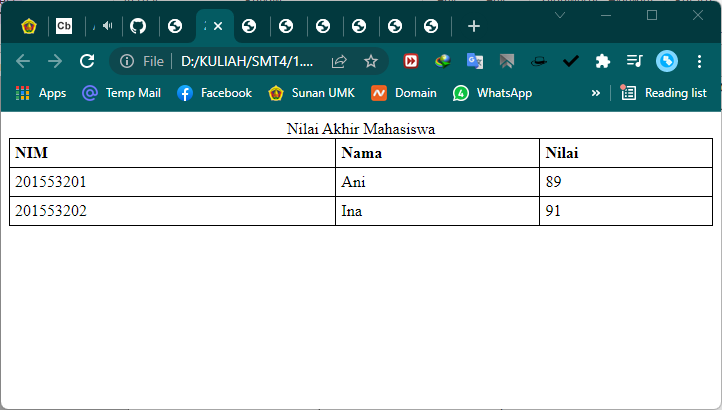 Cb
File D:/KULIAH/SMT4/1....
Apps Temp Mail Facebook Sunan UMK Domain 4 WhatsApp » Reading list
Nilai Akhir Mahasiswa
NIM Nama Nilai
201553201 Ani 89
201553202 Ina 91